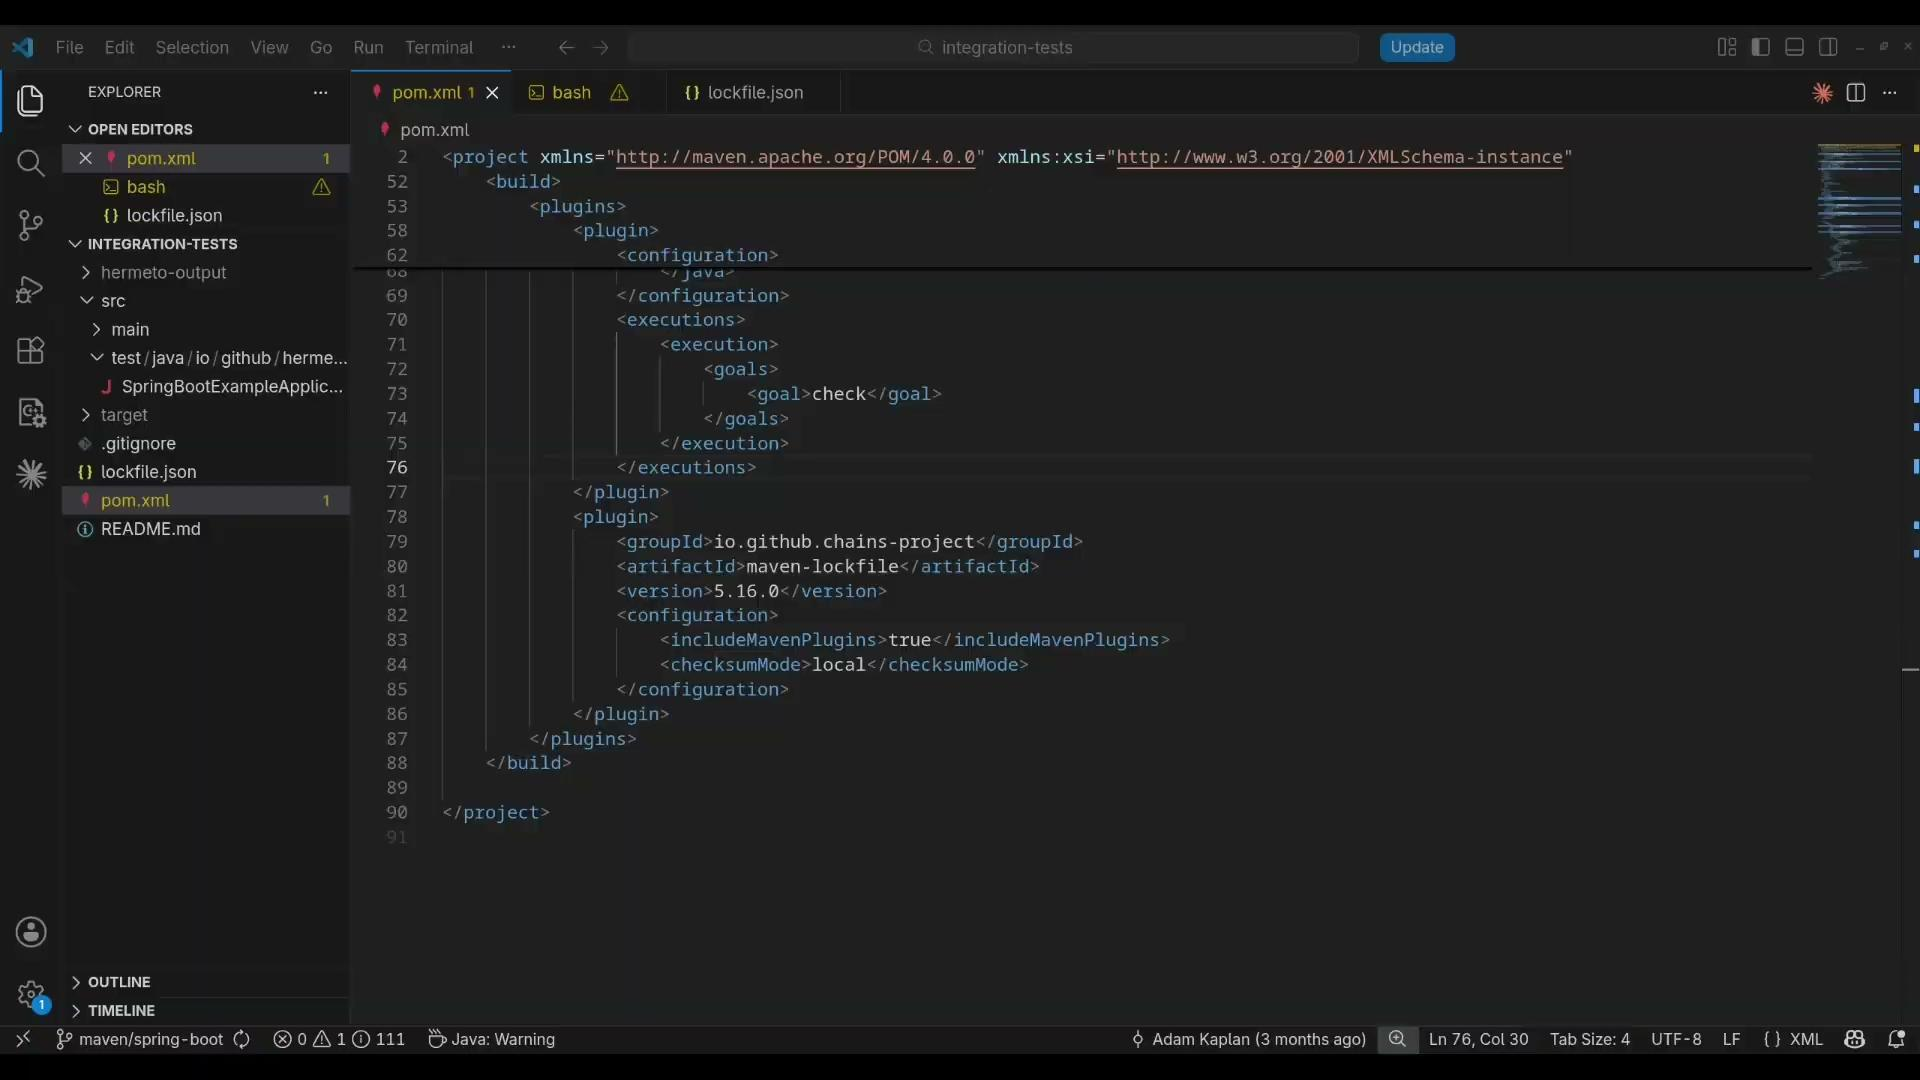 File Edit Selection View Go Run Terminal ···
integration-tests
Update
EXPLORER ···
OPEN EDITORS
pom.xml 1
bash
{} lockfile.json
INTEGRATION-TESTS
hermeto-output
src
main
test/java/io/github/herme...
J SpringBootExampleApplic...
target
.gitignore
{} lockfile.json
pom.xml 1
README.md
OUTLINE
TIMELINE
pom.xml 1
bash
{} lockfile.json
pom.xml
2 <project xmlns="http://maven.apache.org/POM/4.0.0" xmlns:xsi="http://www.w3.org/2001/XMLSchema-instance"
52 <build>
53 <plugins>
58 <plugin>
62 <configuration>
68 </java>
69 </configuration>
70 <executions>
71 <execution>
72 <goals>
73 <goal>check</goal>
74 </goals>
75 </execution>
76 </executions>
77 </plugin>
78 <plugin>
79 <groupId>io.github.chains-project</groupId>
80 <artifactId>maven-lockfile</artifactId>
81 <version>5.16.0</version>
82 <configuration>
83 <includeMavenPlugins>true</includeMavenPlugins>
84 <checksumMode>local</checksumMode>
85 </configuration>
86 </plugin>
87 </plugins>
88 </build>
89
90 </project>
91
1
maven/spring-boot 0 1 111 Java: Warning
Adam Kaplan (3 months ago) Ln 76, Col 30 Tab Size: 4 UTF-8 LF {} XML